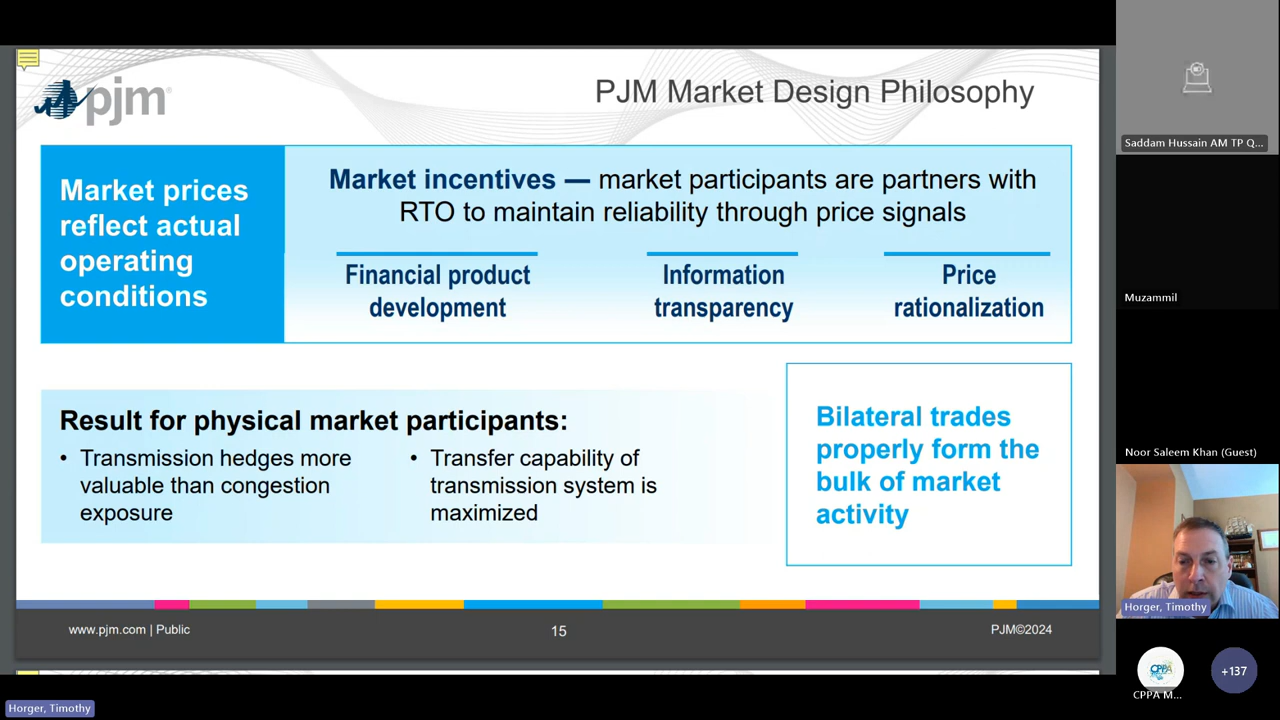 pjm
PJM Market Design Philosophy
Market prices
reflect actual
operating
conditions
Market incentives — market participants are partners with
RTO to maintain reliability through price signals
Financial product
development
Information
transparency
Price
rationalization
Result for physical market participants:
• Transmission hedges more
valuable than congestion
exposure
• Transfer capability of
transmission system is
maximized
Bilateral trades
properly form the
bulk of market
activity
www.pjm.com | Public
15
PJM©2024
Horger, Timothy
Saddam Hussain AM TP Q...
Muzammil
Noor Saleem Khan (Guest)
Horger, Timothy
CPPA
CPPA M...
+137